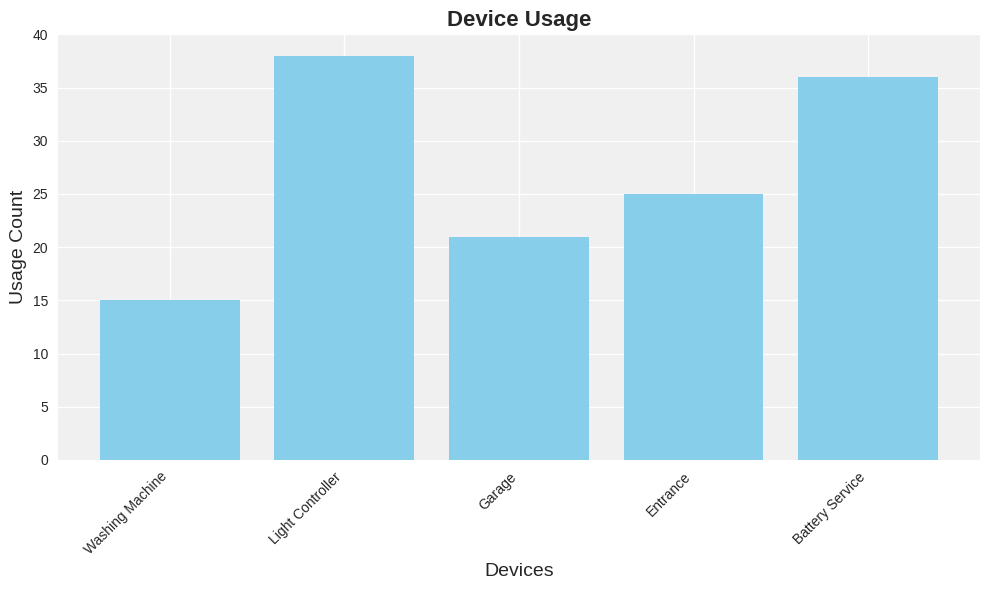 Device Usage
40
35
30
25
20
15
10
5
0
Usage Count
Washing Machine
Light Controller
Garage
Entrance
Battery Service
Devices